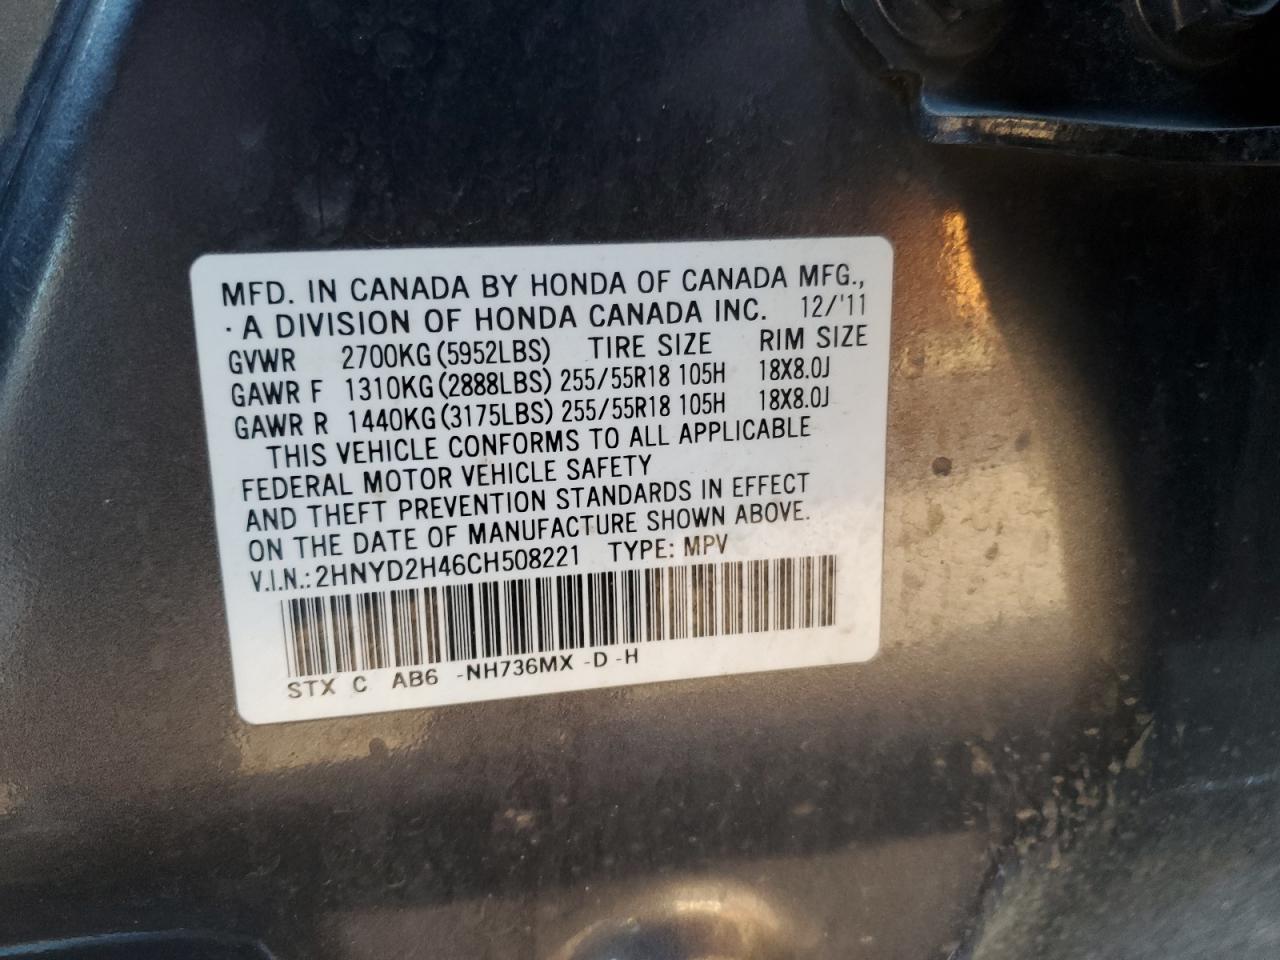 MFD. IN CANADA BY HONDA OF CANADA MFG.,
· A DIVISION OF HONDA CANADA INC. 12/'11
GVWR 2700KG (5952LBS) TIRE SIZE RIM SIZE
GAWR F 1310KG (2888LBS) 255/55R18 105H 18X8.0J
GAWR R 1440KG (3175LBS) 255/55R18 105H 18X8.0J
THIS VEHICLE CONFORMS TO ALL APPLICABLE
FEDERAL MOTOR VEHICLE SAFETY
AND THEFT PREVENTION STANDARDS IN EFFECT
ON THE DATE OF MANUFACTURE SHOWN ABOVE.
V.I.N.: 2HNYD2H46CH508221 TYPE: MPV
STX C AB6 -NH736MX -D -H